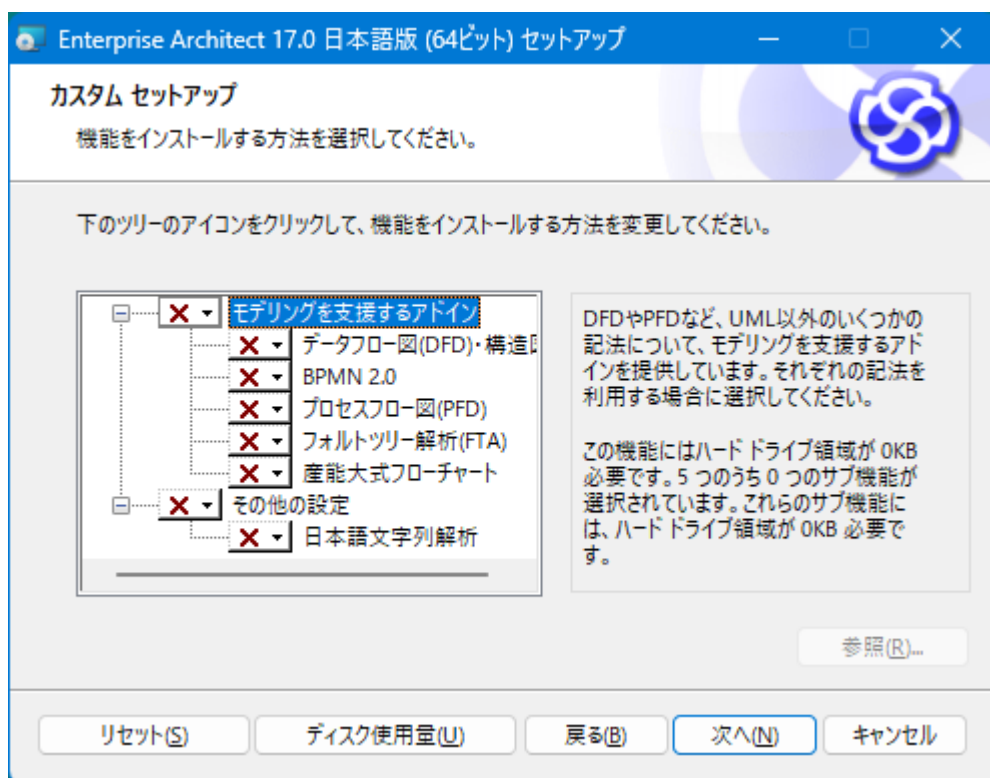 Enterprise Architect 17.0 日本語版 (64ビット) セットアップ
カスタム セットアップ
機能をインストールする方法を選択してください。
下のツリーのアイコンをクリックして、機能をインストールする方法を変更してください。
モデリングを支援するアドイン
データフロー図(DFD)・構造図
BPMN 2.0
プロセスフロー図(PFD)
フォルトツリー解析(FTA)
産能大式フローチャート
その他の設定
日本語文字列解析
DFDやPFDなど、UML以外のいくつかの
記法について、モデリングを支援するアド
インを提供しています。それぞれの記法を
利用する場合に選択してください。
この機能にはハード ドライブ領域が 0KB
必要です。5 つのうち 0 つのサブ機能が
選択されています。これらのサブ機能に
は、ハード ドライブ領域が 0KB 必要で
す。
参照(R)...
リセット(S)
ディスク使用量(U)
戻る(B)
次へ(N)
キャンセル